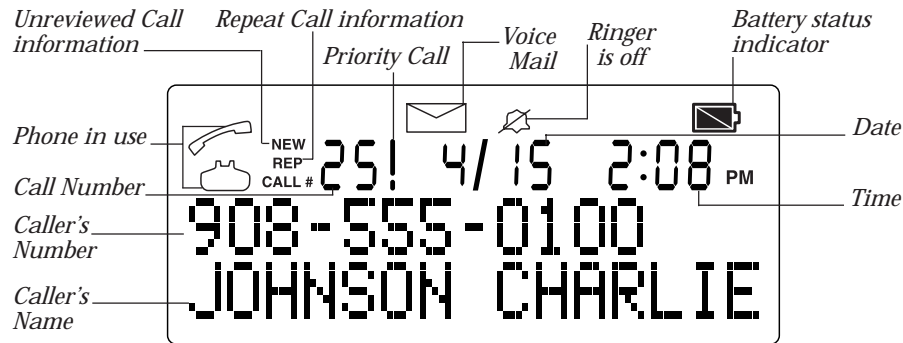 Unreviewed Call information
Repeat Call information
Priority Call
Voice Mail
Ringer is off
Battery status indicator
Phone in use
NEW
REP
CALL #
25! 4/15 2:08 PM
Date
Call Number
Time
Caller's Number
908-555-0100
Caller's Name
JOHNSON CHARLIE